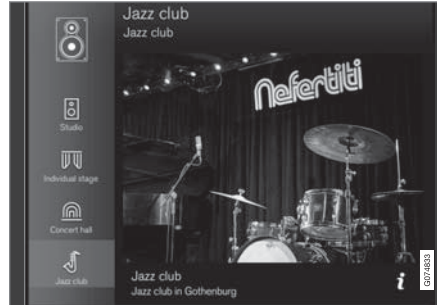 Jazz club
Jazz club
Nefertiti
Studio
Individual stage
Concert hall
Jazz club
Jazz club
Jazz club in Gothenburg
i
G074833